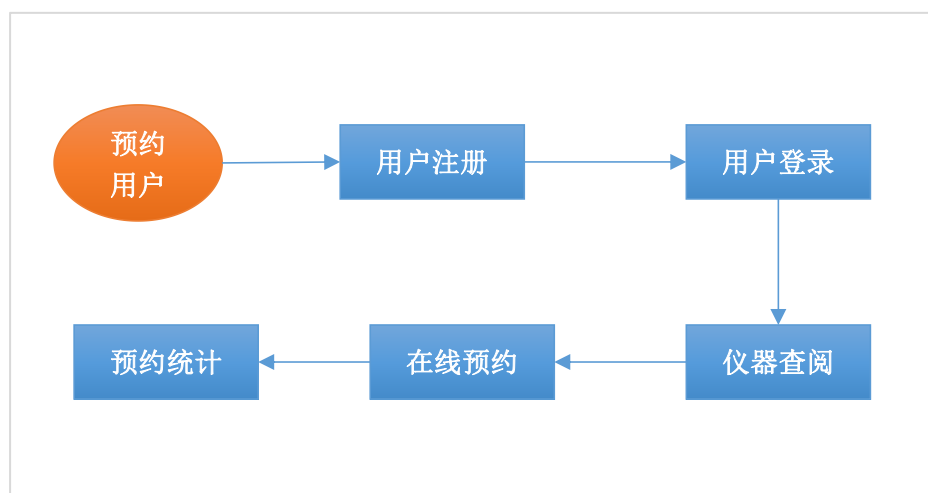 预约
用户
用户注册
用户登录
预约统计
在线预约
仪器查阅